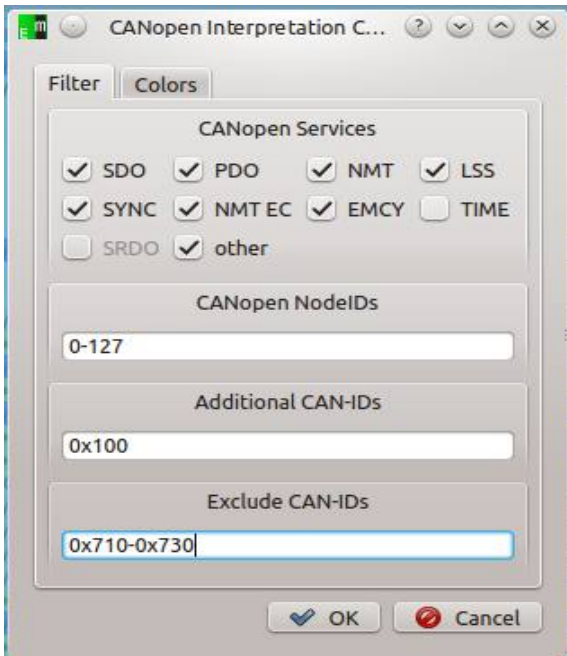 CANopen Interpretation C...
Filter Colors
CANopen Services
SDO PDO NMT LSS
SYNC NMT EC EMCY TIME
SRDO other
CANopen NodeIDs
0-127
Additional CAN-IDs
0x100
Exclude CAN-IDs
0x710-0x730
OK Cancel